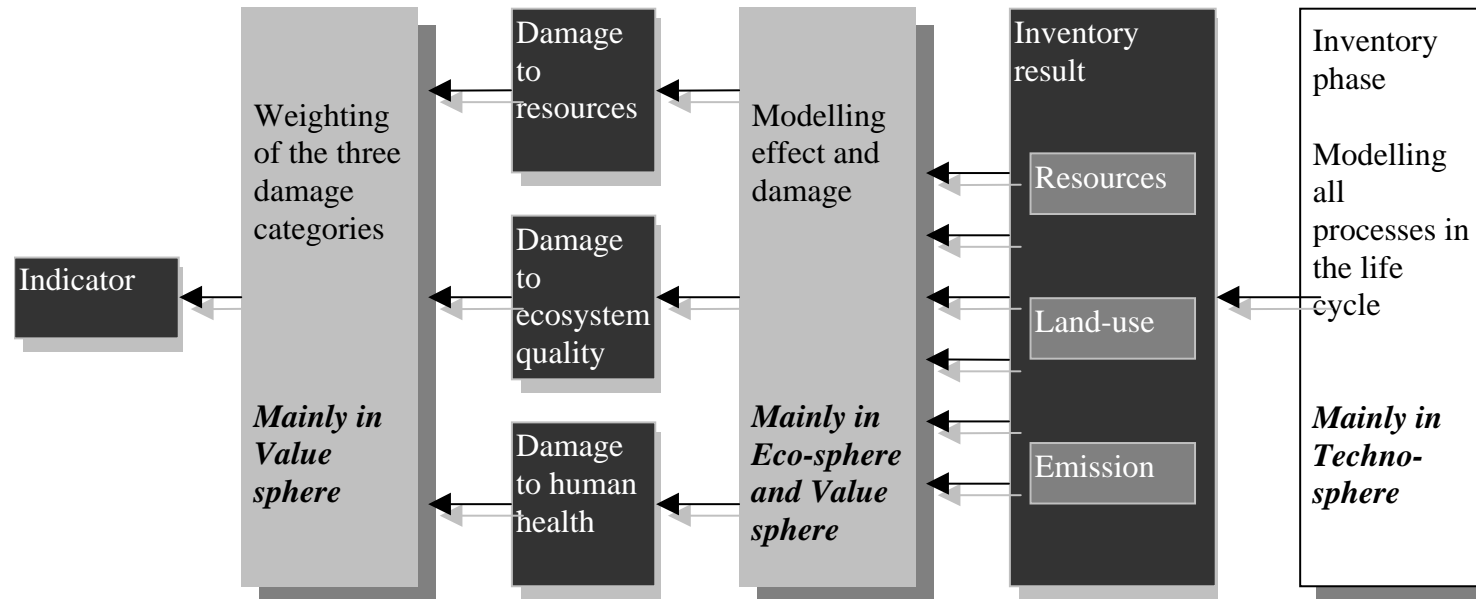 Indicator
Weighting
of the three
damage
categories
Mainly in
Value
sphere
Damage
to
resources
Damage
to
ecosystem
quality
Damage
to human
health
Modelling
effect and
damage
Mainly in
Eco-sphere
and Value
sphere
Inventory
result
Resources
Land-use
Emission
Inventory
phase
Modelling
all
processes in
the life
cycle
Mainly in
Techno-
sphere